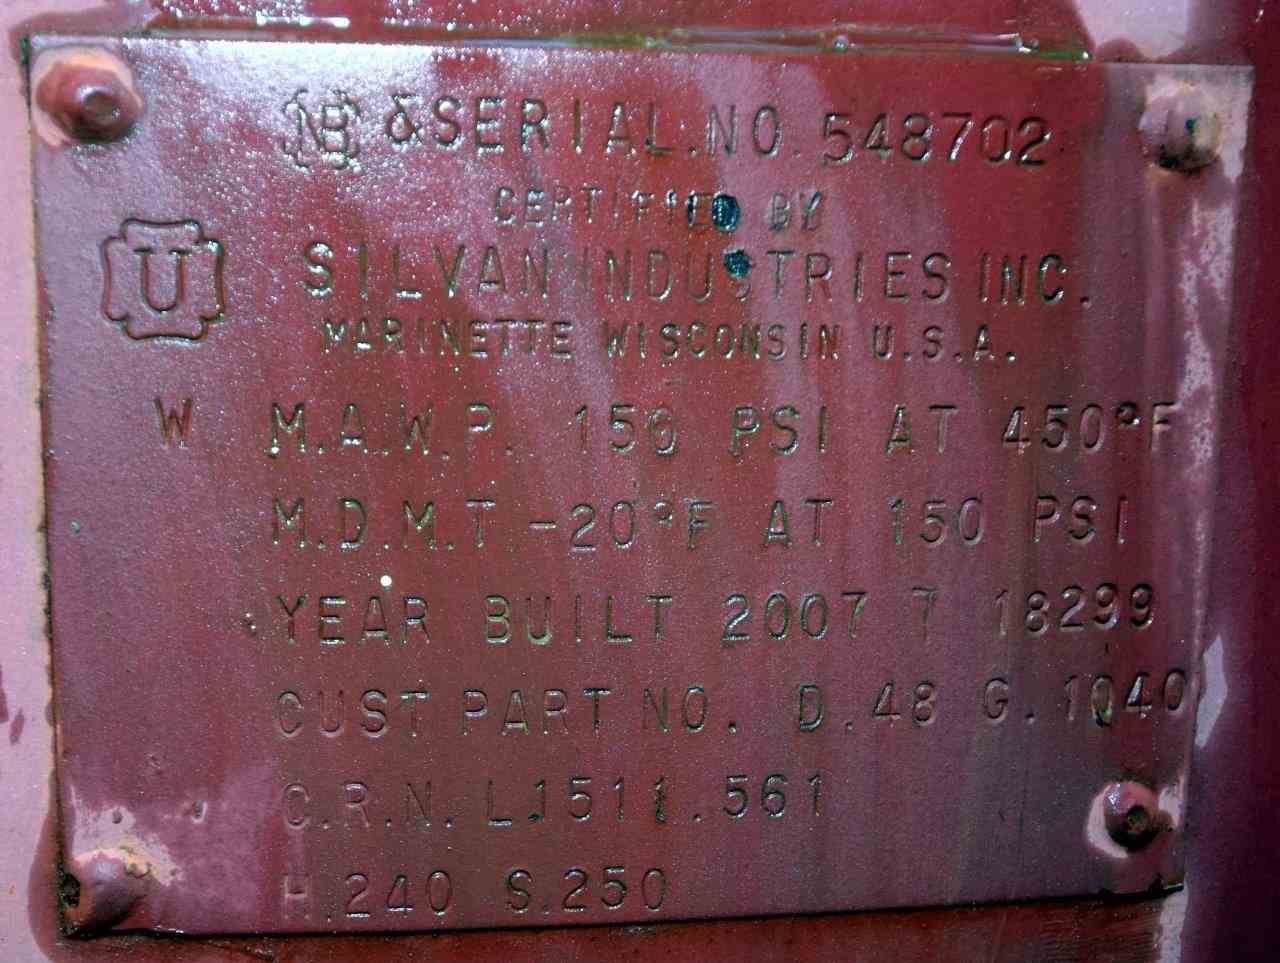 NB & SERIAL.NO. 548702
CERTIFIED BY
U
SILVAN INDUSTRIES INC.
MARINETTE WISCONSIN U.S.A.
W M.A.W.P. 150 PSI AT 450°F
M.D.M.T. -20°F AT 150 PSI
YEAR BUILT 2007 T 18299
CUST PART NO. D.48 G.1040
C.R.N. L1511.561
H.240 S.250